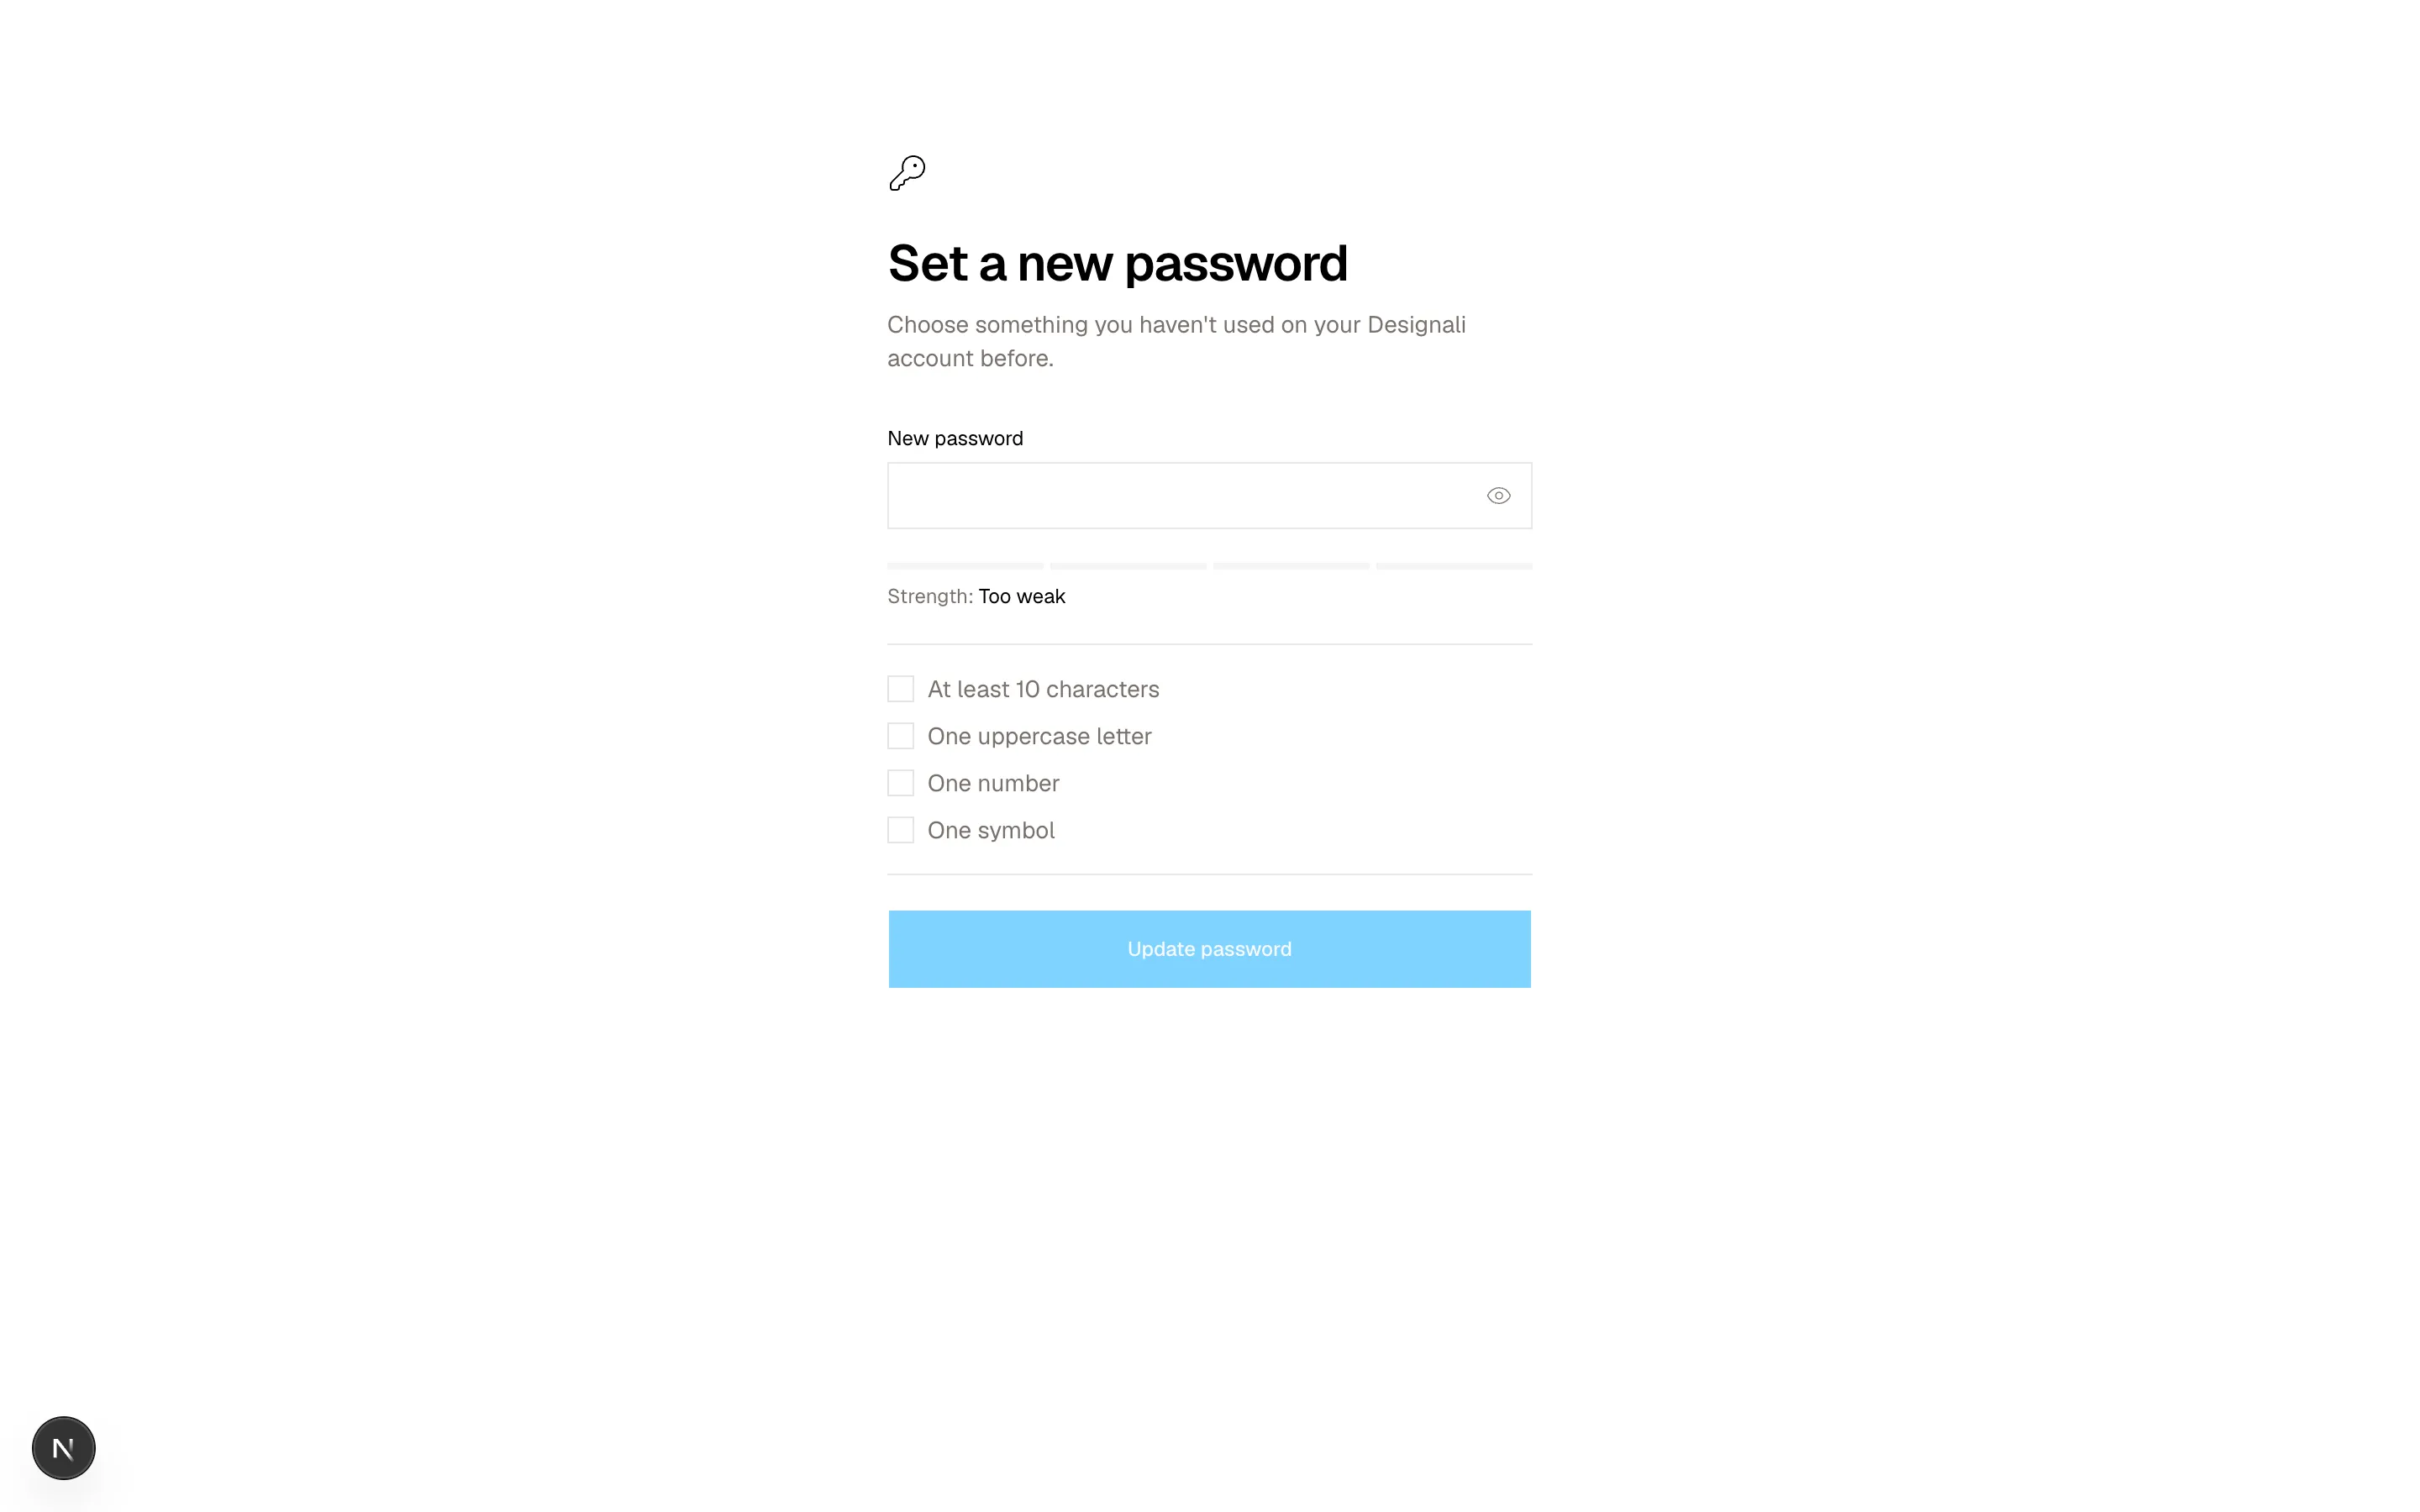 Set a new password
Choose something you haven't used on your Designali
account before.
New password
Strength: Too weak
At least 10 characters
One uppercase letter
One number
One symbol
Update password
N